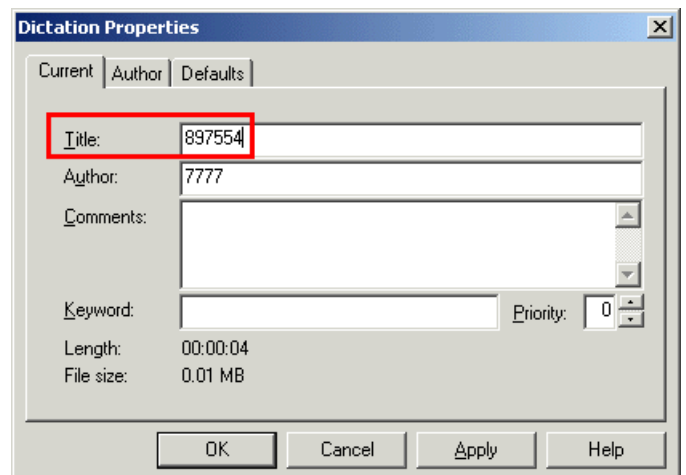 Dictation Properties
Current Author Defaults
Title: 897554
Author: 7777
Comments:
Keyword: Priority: 0
Length: 00:00:04
File size: 0.01 MB
OK Cancel Apply Help